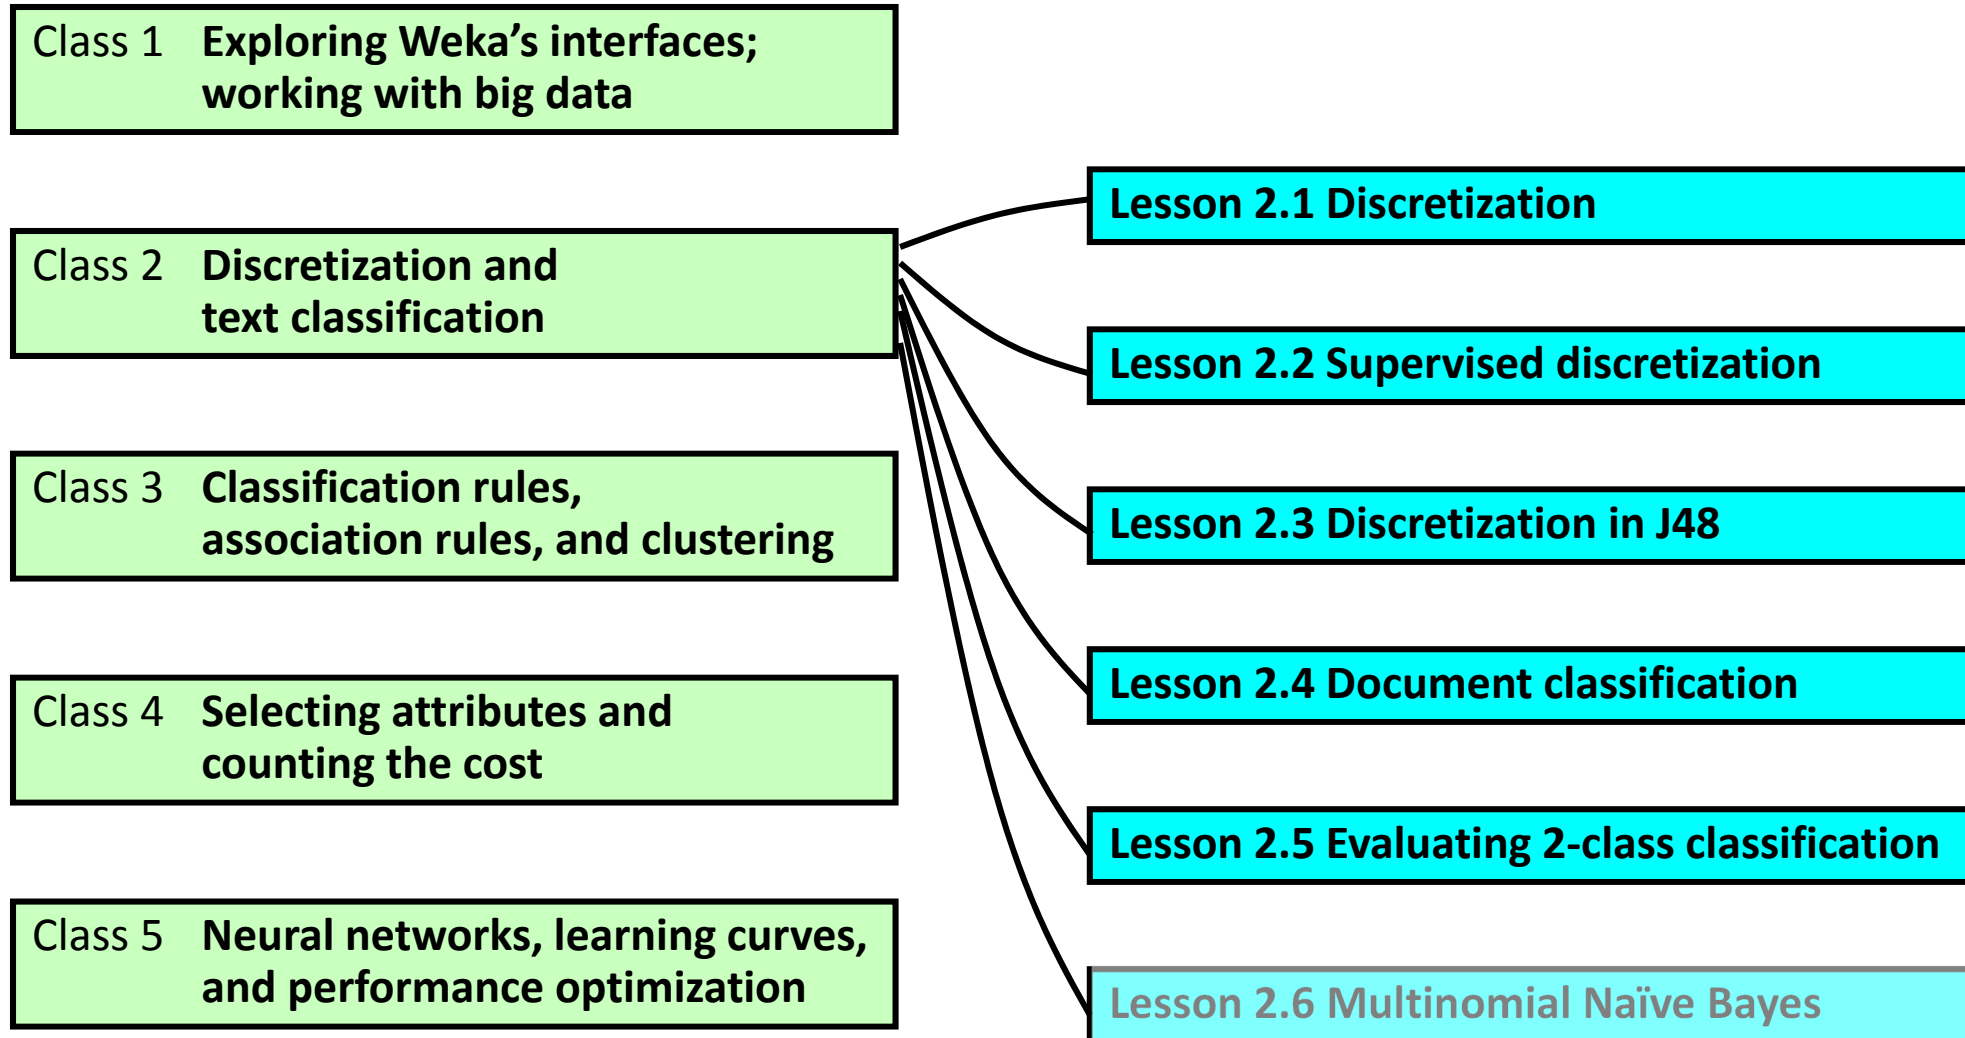 Class 1 Exploring Weka’s interfaces;
working with big data
Class 2 Discretization and
text classification
Class 3 Classification rules,
association rules, and clustering
Class 4 Selecting attributes and
counting the cost
Class 5 Neural networks, learning curves,
and performance optimization
Lesson 2.1 Discretization
Lesson 2.2 Supervised discretization
Lesson 2.3 Discretization in J48
Lesson 2.4 Document classification
Lesson 2.5 Evaluating 2-class classification
Lesson 2.6 Multinomial Naïve Bayes